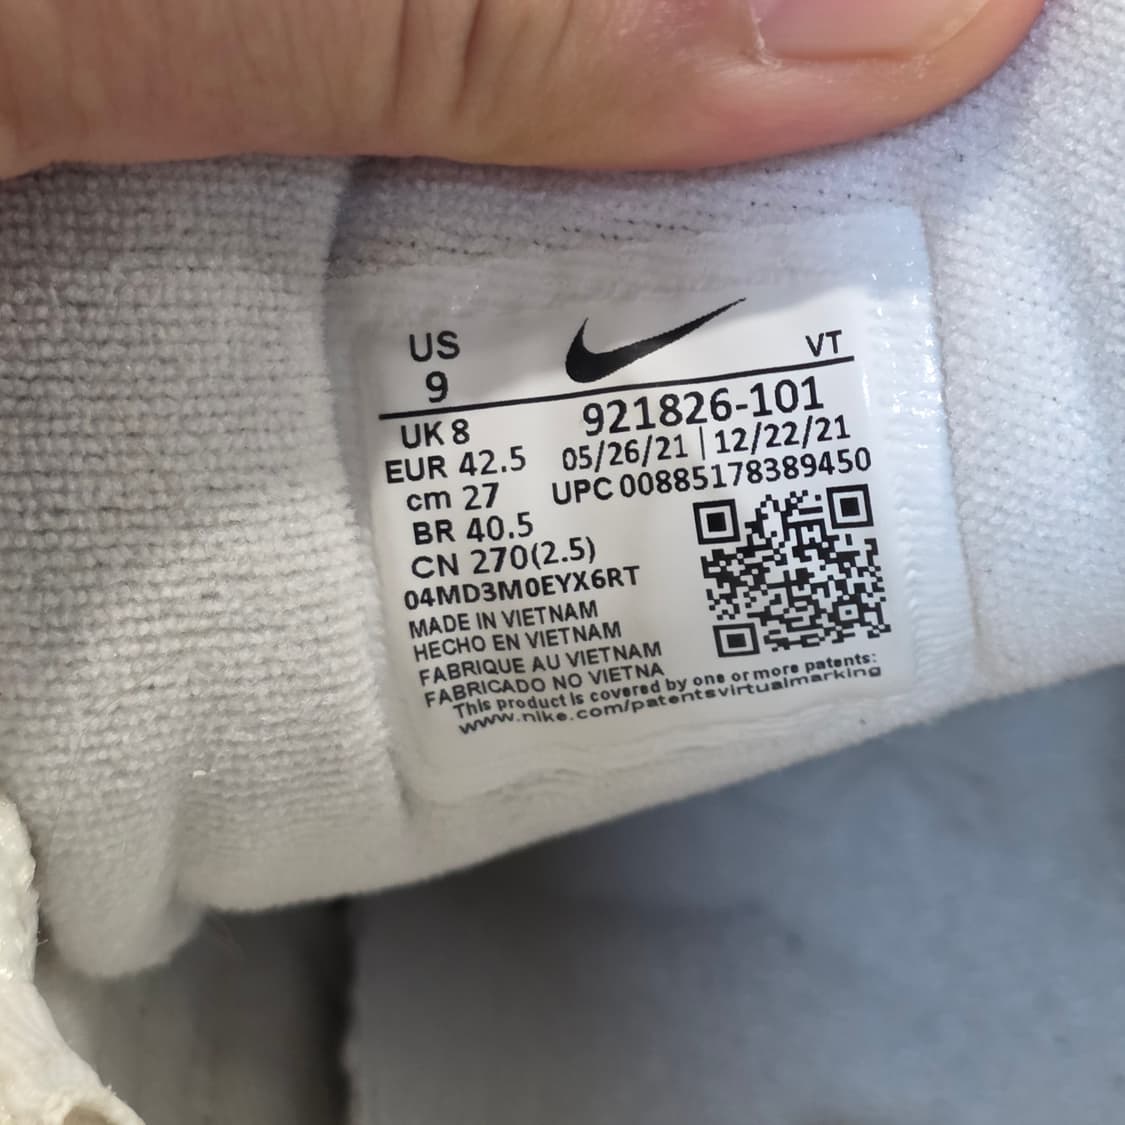 US
9
VT
UK 8
EUR 42.5
cm 27
BR 40.5
CN 270(2.5)
921826-101
05/26/21 | 12/22/21
UPC 00885178389450
04MD3M0EYX6RT
MADE IN VIETNAM
HECHO EN VIETNAM
FABRIQUE AU VIETNAM
FABRICADO NO VIETNA
This product is covered by one or more patents:
www.nike.com/patentsvirtualmarking